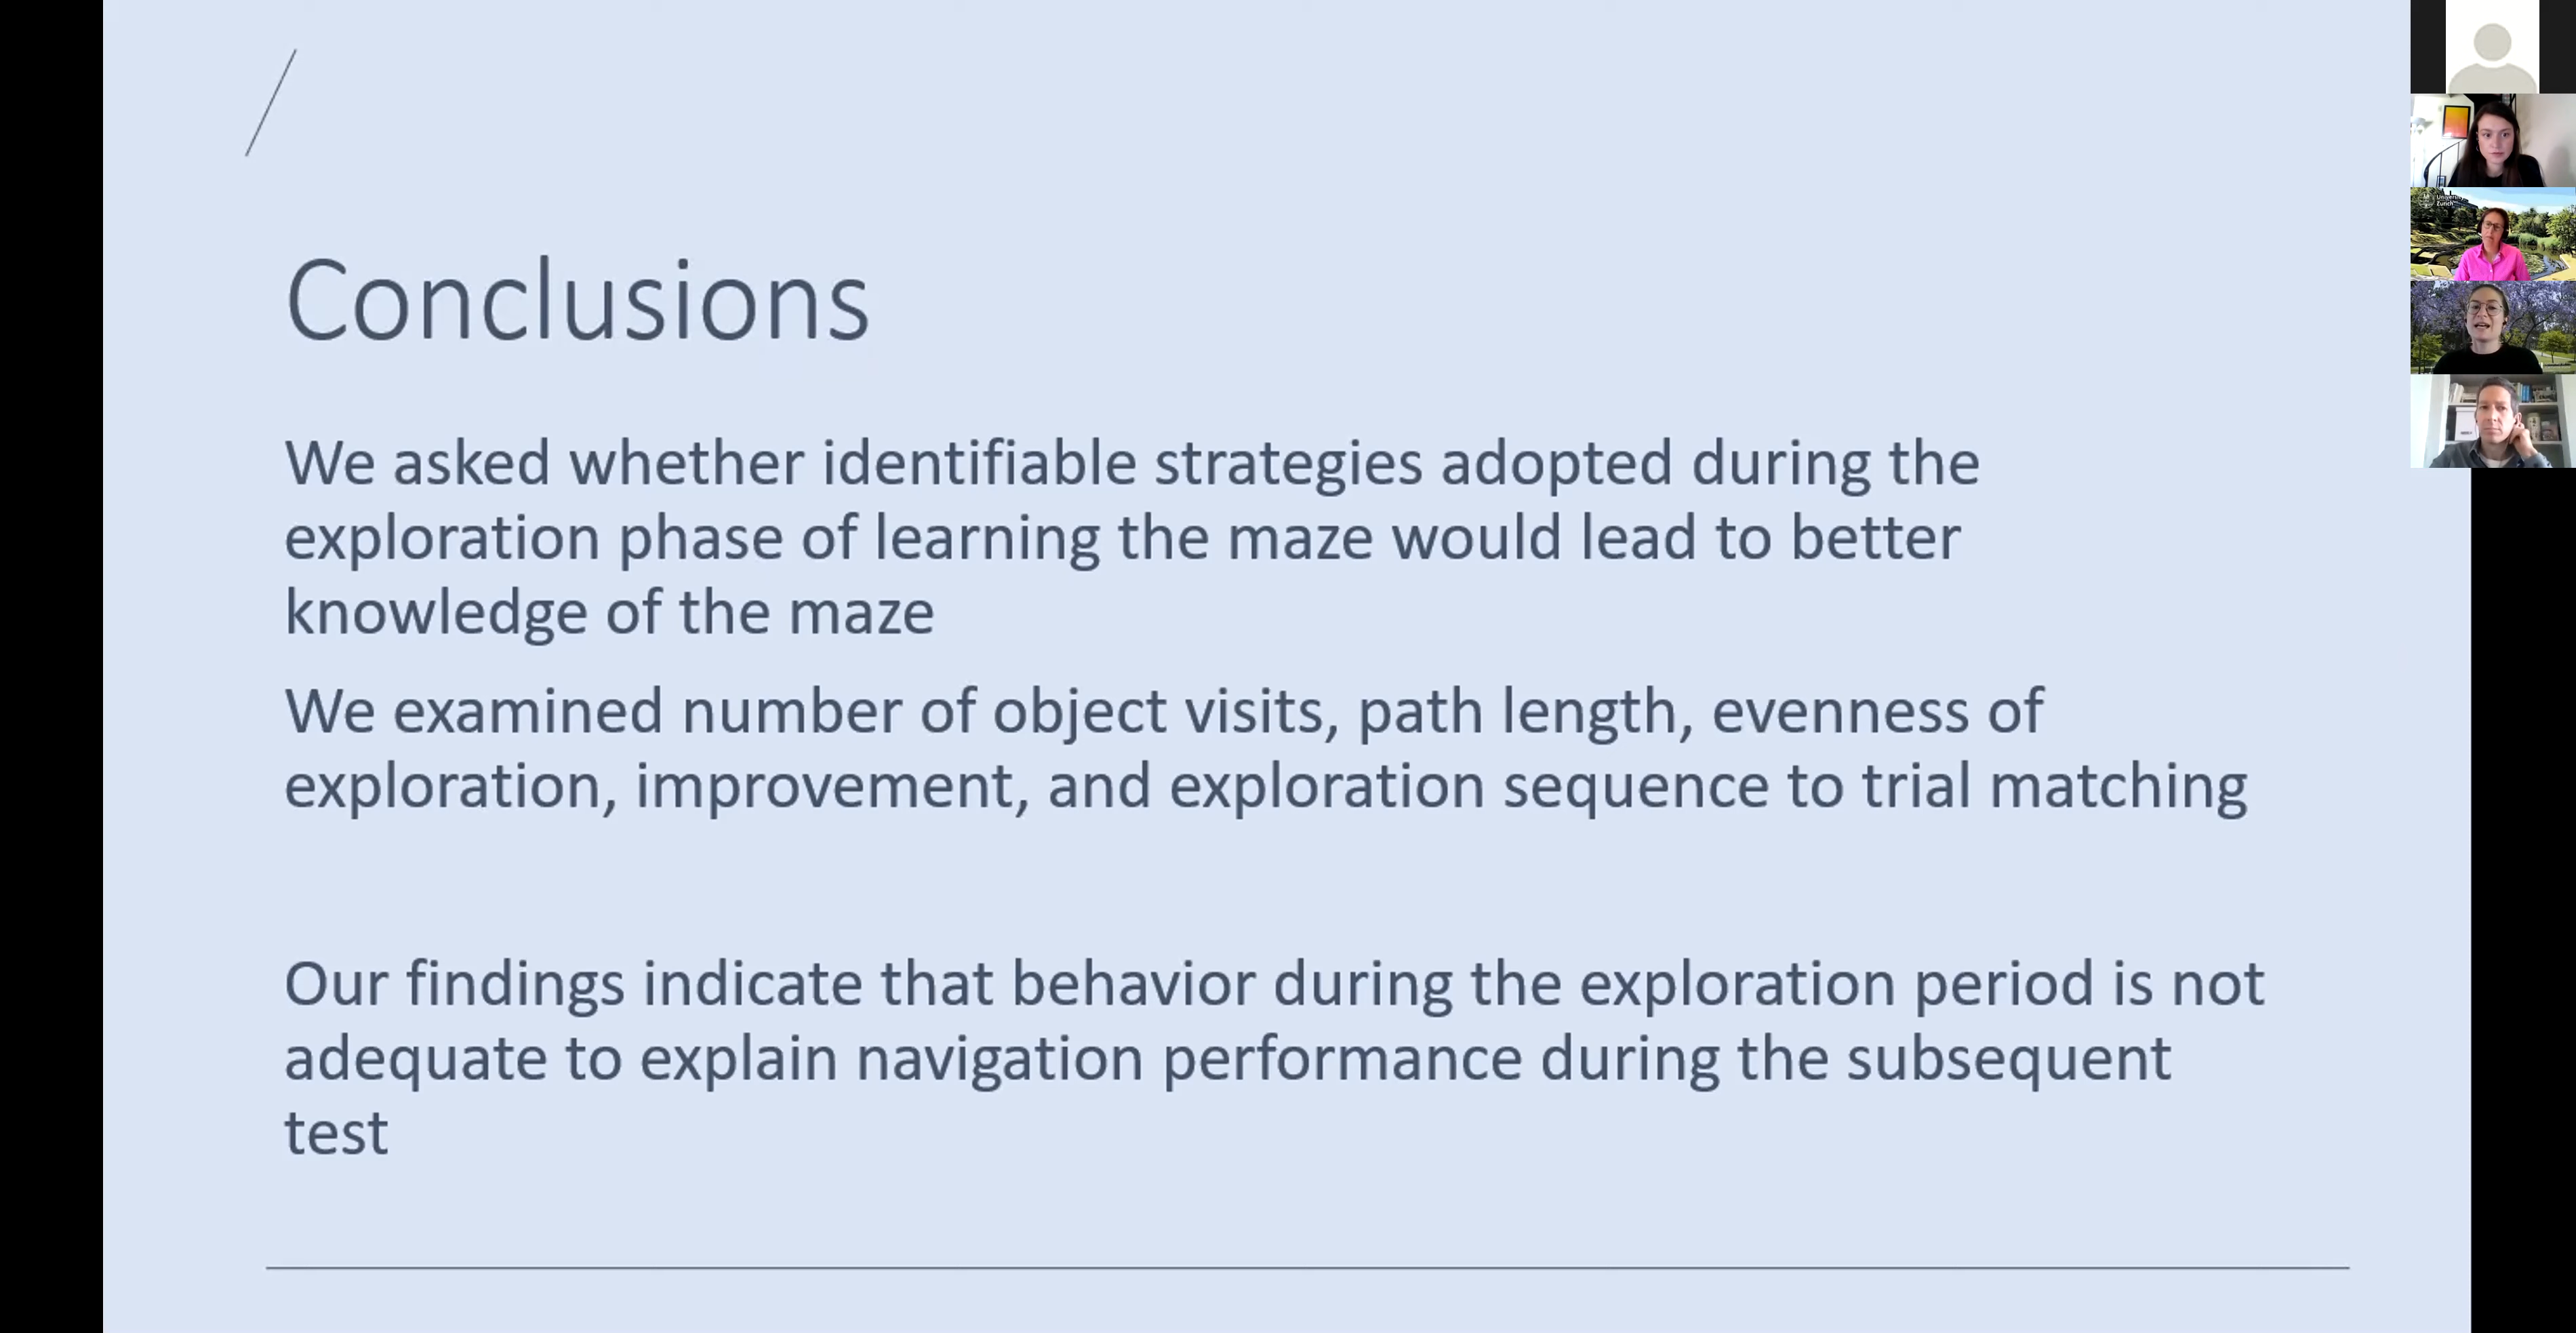 Conclusions
We asked whether identifiable strategies adopted during the
exploration phase of learning the maze would lead to better
knowledge of the maze
We examined number of object visits, path length, evenness of
exploration, improvement, and exploration sequence to trial matching
Our findings indicate that behavior during the exploration period is not
adequate to explain navigation performance during the subsequent
test